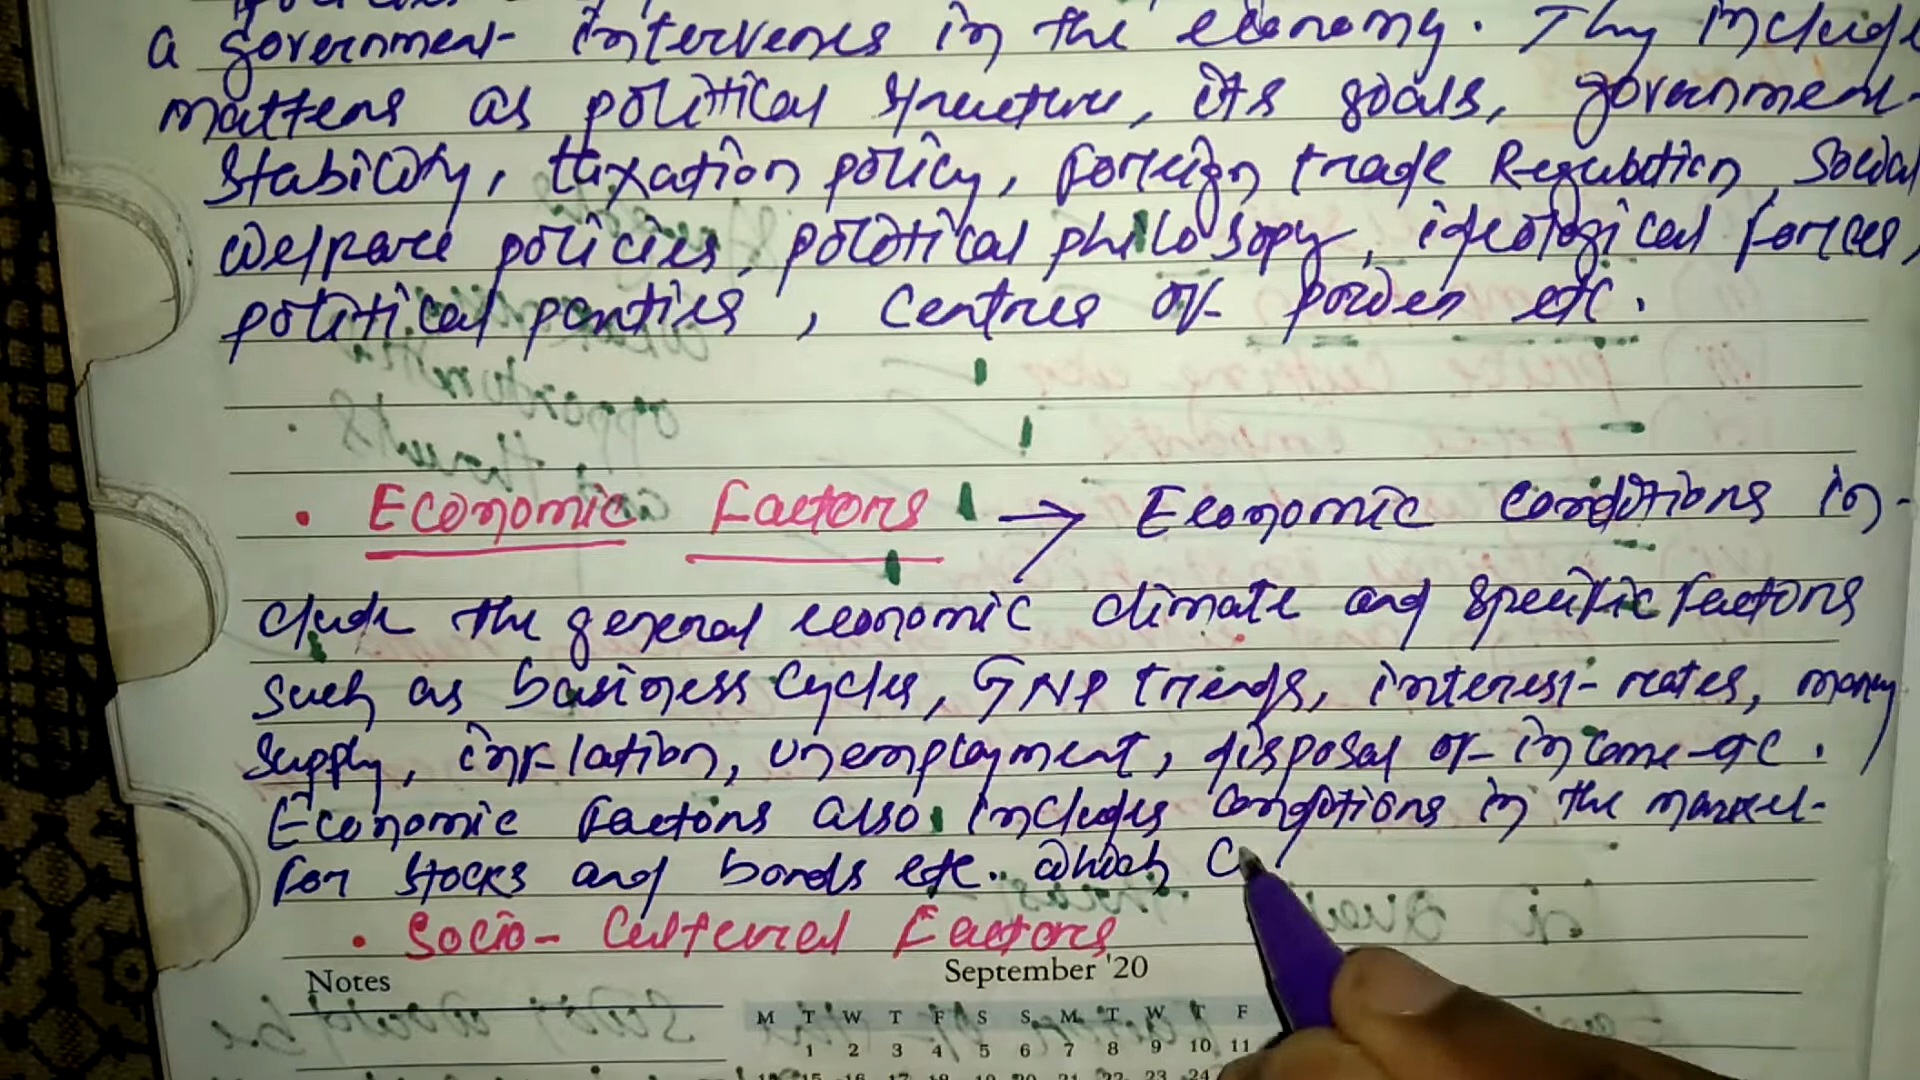 a government intervenes in the economy. They include
matters as political structure, its goals, government
stability, taxation policy, foreign trade Regulation, social
welfare policies, political philosopy, ideological forces,
political parties, centres of power etc.
• Economic Factors → Economic conditions in-
clude the general economic climate and specific factors
such as business cycles, GNP trends, interest rates, money
supply, inflation, unemployment, disposal of income etc.
Economic factors also includes conditions in the market
for stocks and bonds etc. which c
• Socio-Cultural Factors
Notes
September '20
M T W T F S S M T W T F
1 2 3 4 5 6 7 8 9 10 11